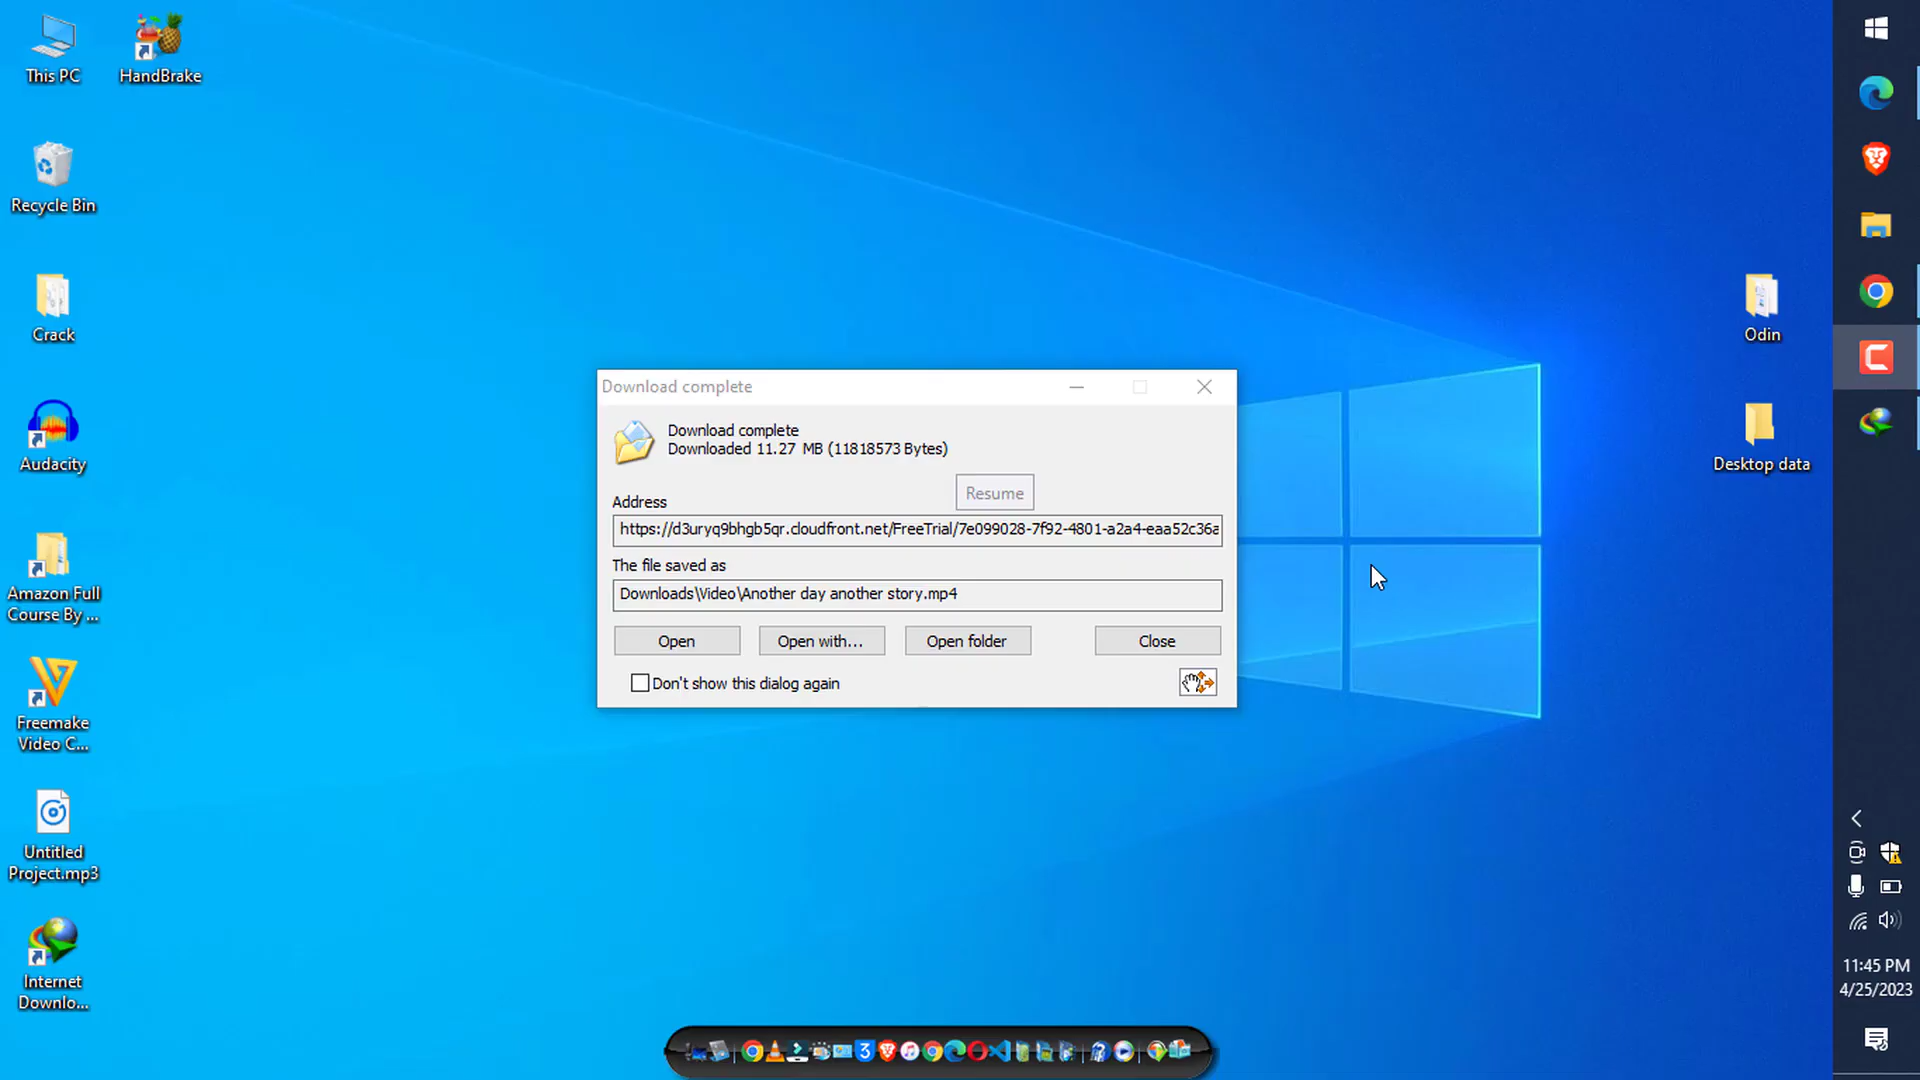 This PC
HandBrake
Recycle Bin
Crack
Audacity
Amazon Full
Course By ...
Freemake
Video C...
Untitled
Project.mp3
Internet
Downlo...
Download complete
Download complete
Downloaded 11.27 MB (11818573 Bytes)
Resume
Address
https://d3uryq9bhgb5qr.cloudfront.net/FreeTrial/7e099028-7f92-4801-a2a4-eaa52c36a
The file saved as
Downloads\Video\Another day another story.mp4
Open
Open with...
Open folder
Close
Don't show this dialog again
Odin
Desktop data
11:45 PM
4/25/2023
3